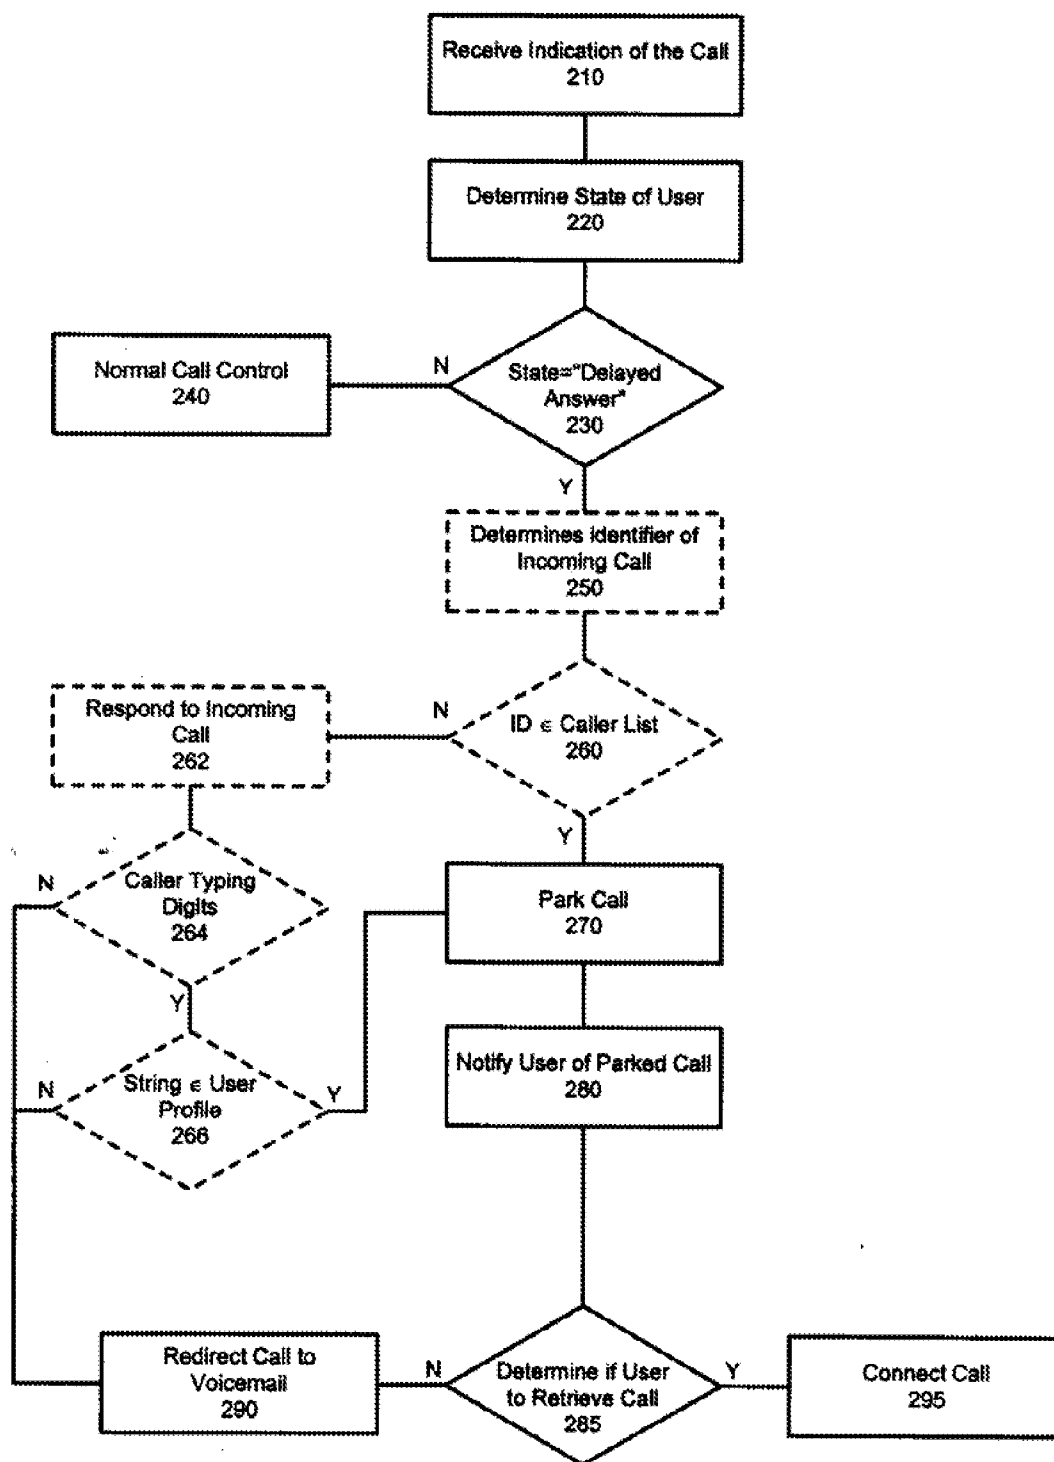 Receive Indication of the Call
210
Determine State of User
220
N
Normal Call Control
240
State="Delayed
Answer"
230
Y
Determines Identifier of
Incoming Call
250
N
Respond to Incoming
Call
262
ID ∈ Caller List
260
Y
N
Caller Typing
Digits
264
Park Call
270
Y
N
String ∈ User
Profile
266
Y
Notify User of Parked Call
280
Redirect Call to
Voicemail
290
N
Determine if User
to Retrieve Call
285
Y
Connect Call
295